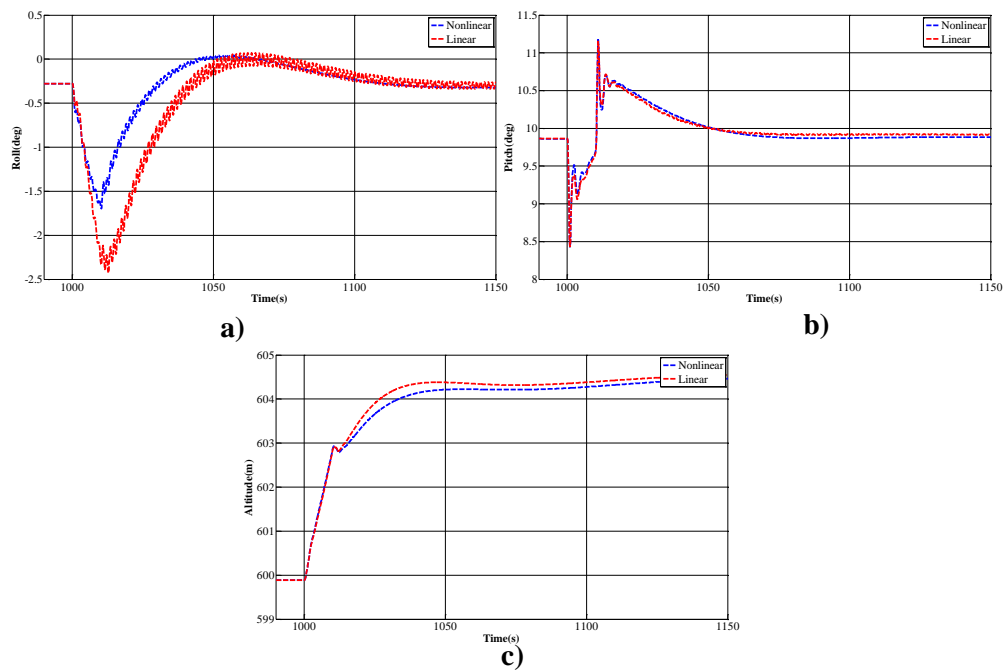 0.5
0
-0.5
-1
-1.5
-2
-2.5
Roll(deg)
1000 1050 1100 1150
Time(s)
Nonlinear
Linear
a)
11.5
11
10.5
10
9.5
9
8.5
8
Pitch(deg)
1000 1050 1100 1150
Time(s)
Nonlinear
Linear
b)
605
604
603
602
601
600
599
Altitude(m)
1000 1050 1100 1150
Time(s)
Nonlinear
Linear
c)